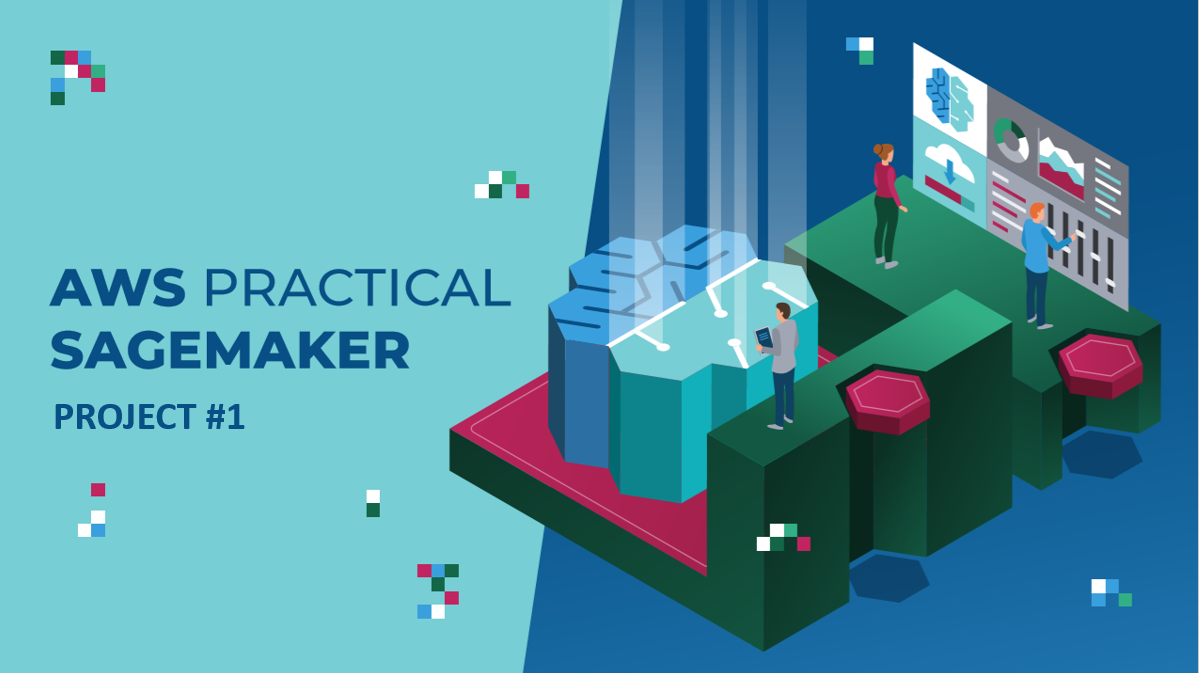 AWS PRACTICAL
SAGEMAKER
PROJECT #1